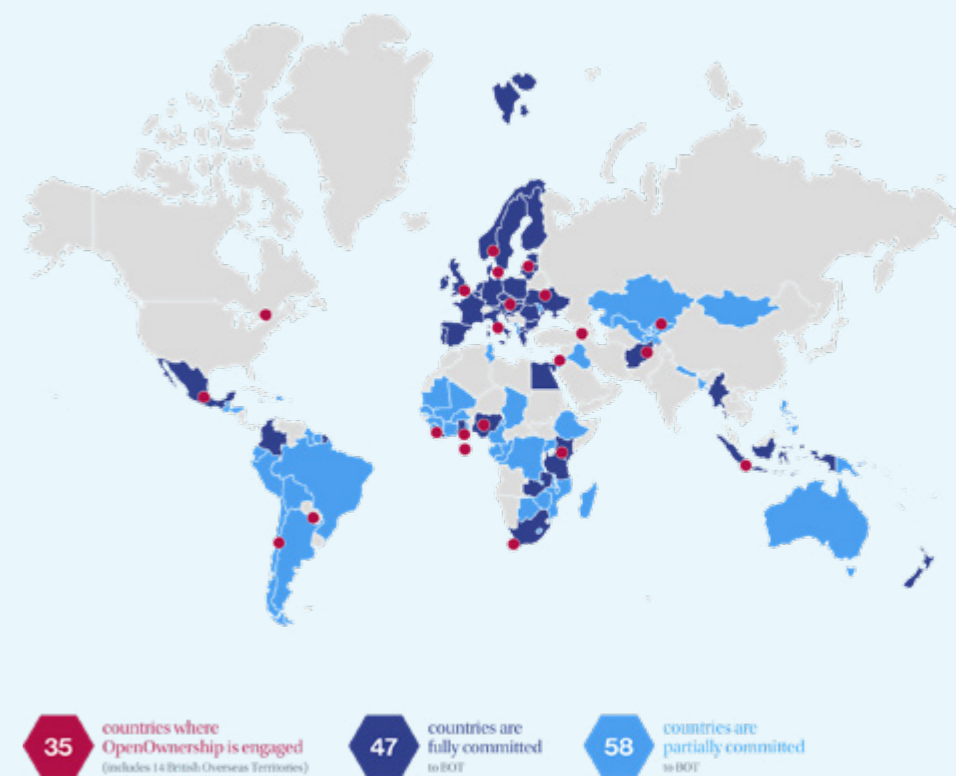 35
countries where
OpenOwnership is engaged
(includes 14 British Overseas Territories)
47
countries are
fully committed
to BOT
58
countries are
partially committed
to BOT